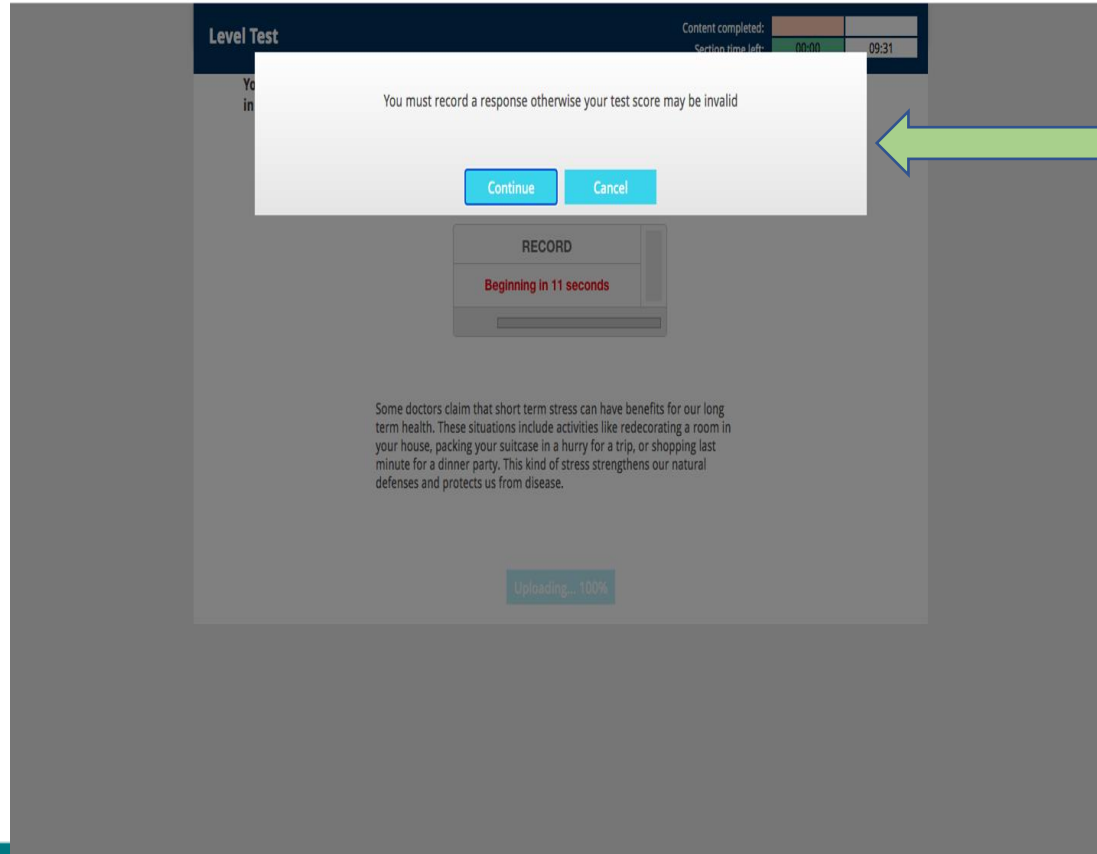 Level Test
Content completed:
Section time left:
00:00
09:31
Yo
in
You must record a response otherwise your test score may be invalid
Continue
Cancel
RECORD
Beginning in 11 seconds
Some doctors claim that short term stress can have benefits for our long
term health. These situations include activities like redecorating a room in
your house, packing your suitcase in a hurry for a trip, or shopping last
minute for a dinner party. This kind of stress strengthens our natural
defenses and protects us from disease.
Uploading... 100%